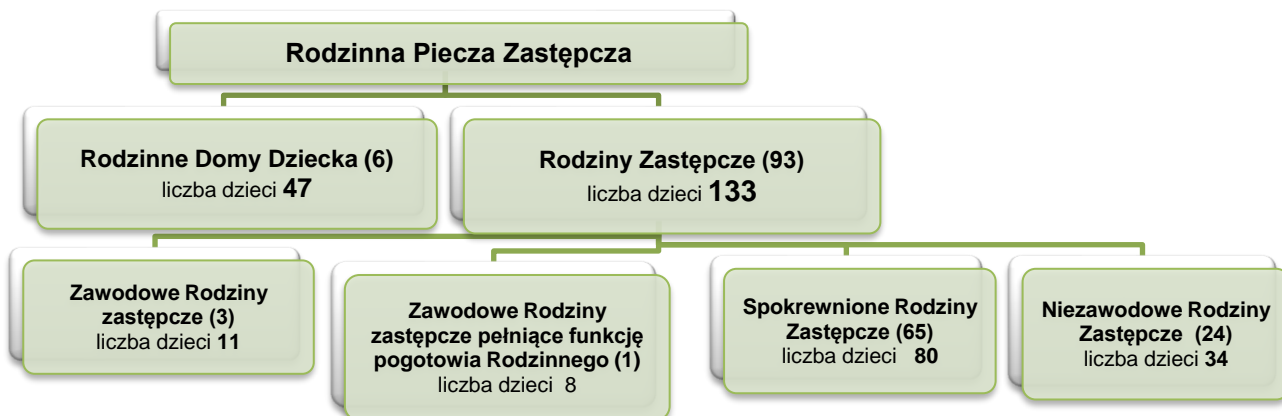 Rodzinna Piecza Zastępcza
Rodzinne Domy Dziecka (6)
liczba dzieci 47
Rodziny Zastępcze (93)
liczba dzieci 133
Zawodowe Rodziny
zastępcze (3)
liczba dzieci 11
Zawodowe Rodziny
zastępcze pełniące funkcję
pogotowia Rodzinnego (1)
liczba dzieci 8
Spokrewnione Rodziny
Zastępcze (65)
liczba dzieci 80
Niezawodowe Rodziny
Zastępcze (24)
liczba dzieci 34